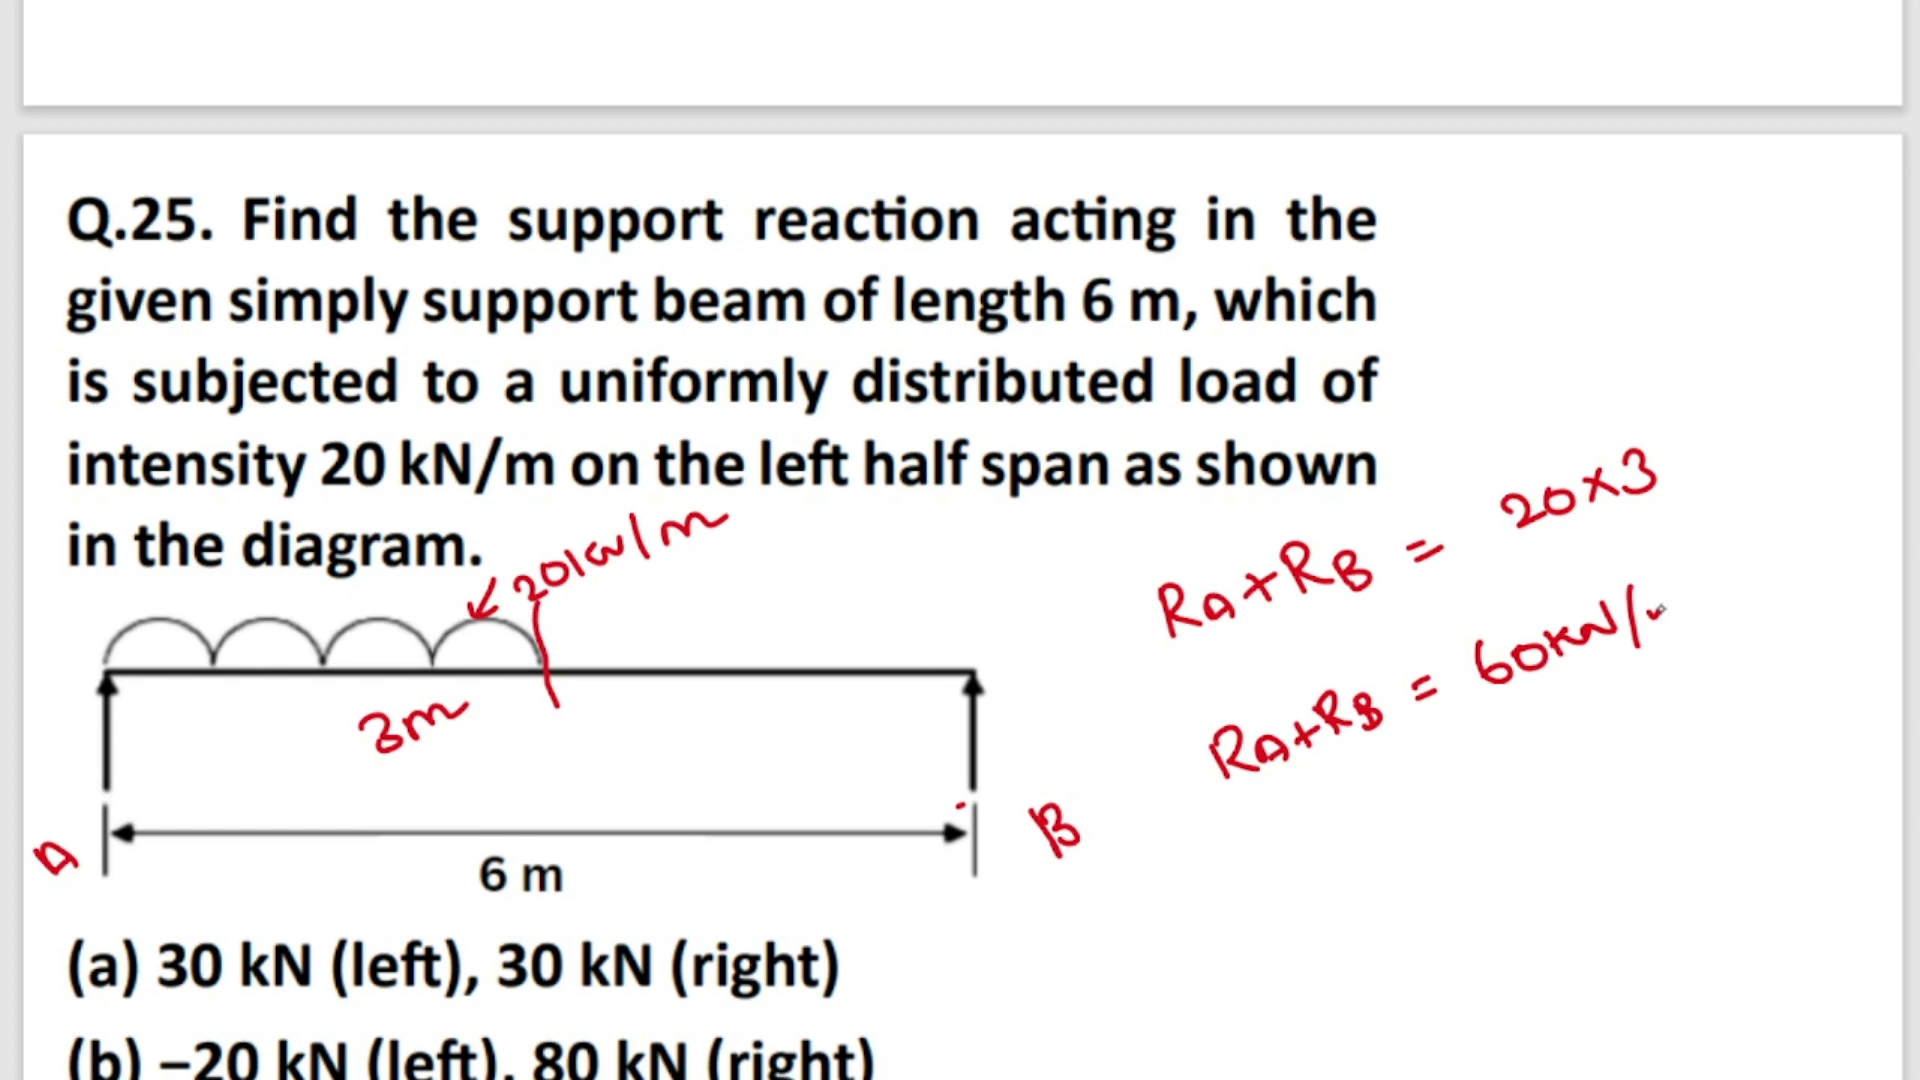 Q.25. Find the support reaction acting in the
given simply support beam of length 6 m, which
is subjected to a uniformly distributed load of
intensity 20 kN/m on the left half span as shown
in the diagram.
20kN/m
3m
A
B
6 m
RA+RB = 20×3
RA+RB = 60kN/
(a) 30 kN (left), 30 kN (right)
(b) –20 kN (left), 80 kN (right)